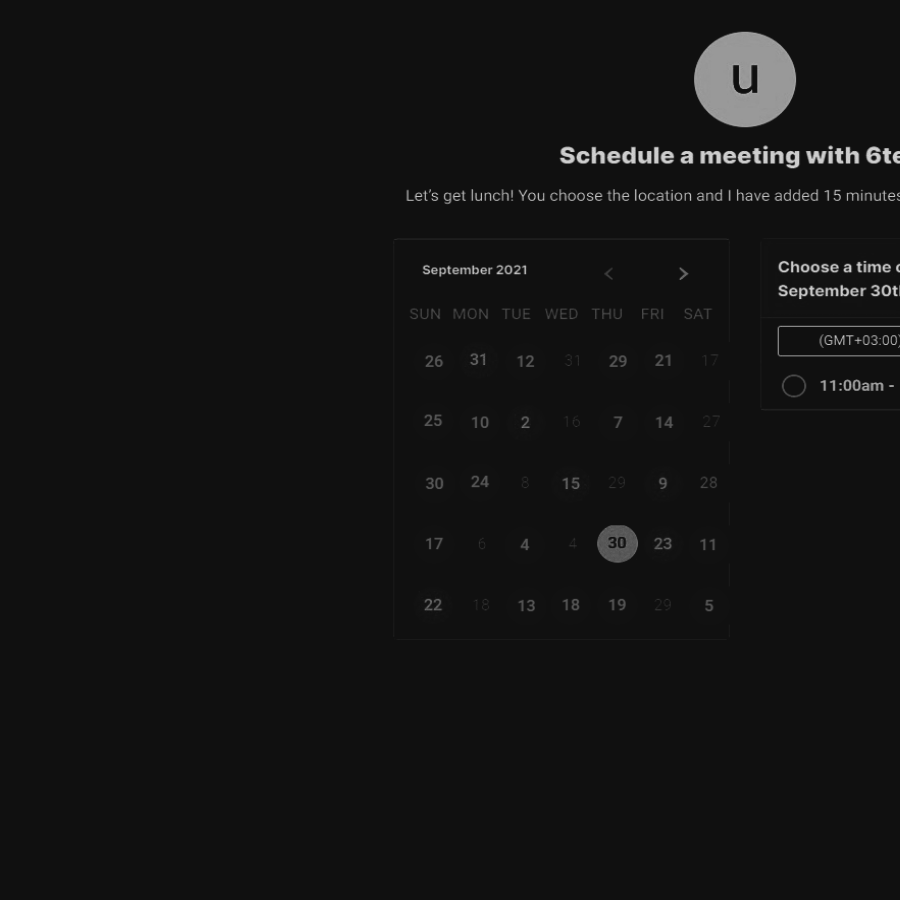 u
Schedule a meeting with 6te
Let's get lunch! You choose the location and I have added 15 minutes
September 2021
SUN MON TUE WED THU FRI SAT
26 31 12 31 29 21 17
25 10 2 16 7 14 27
30 24 8 15 29 9 28
17 6 4 4 30 23 11
22 18 13 18 19 29 5
Choose a time o
September 30th
(GMT+03:00)
11:00am -